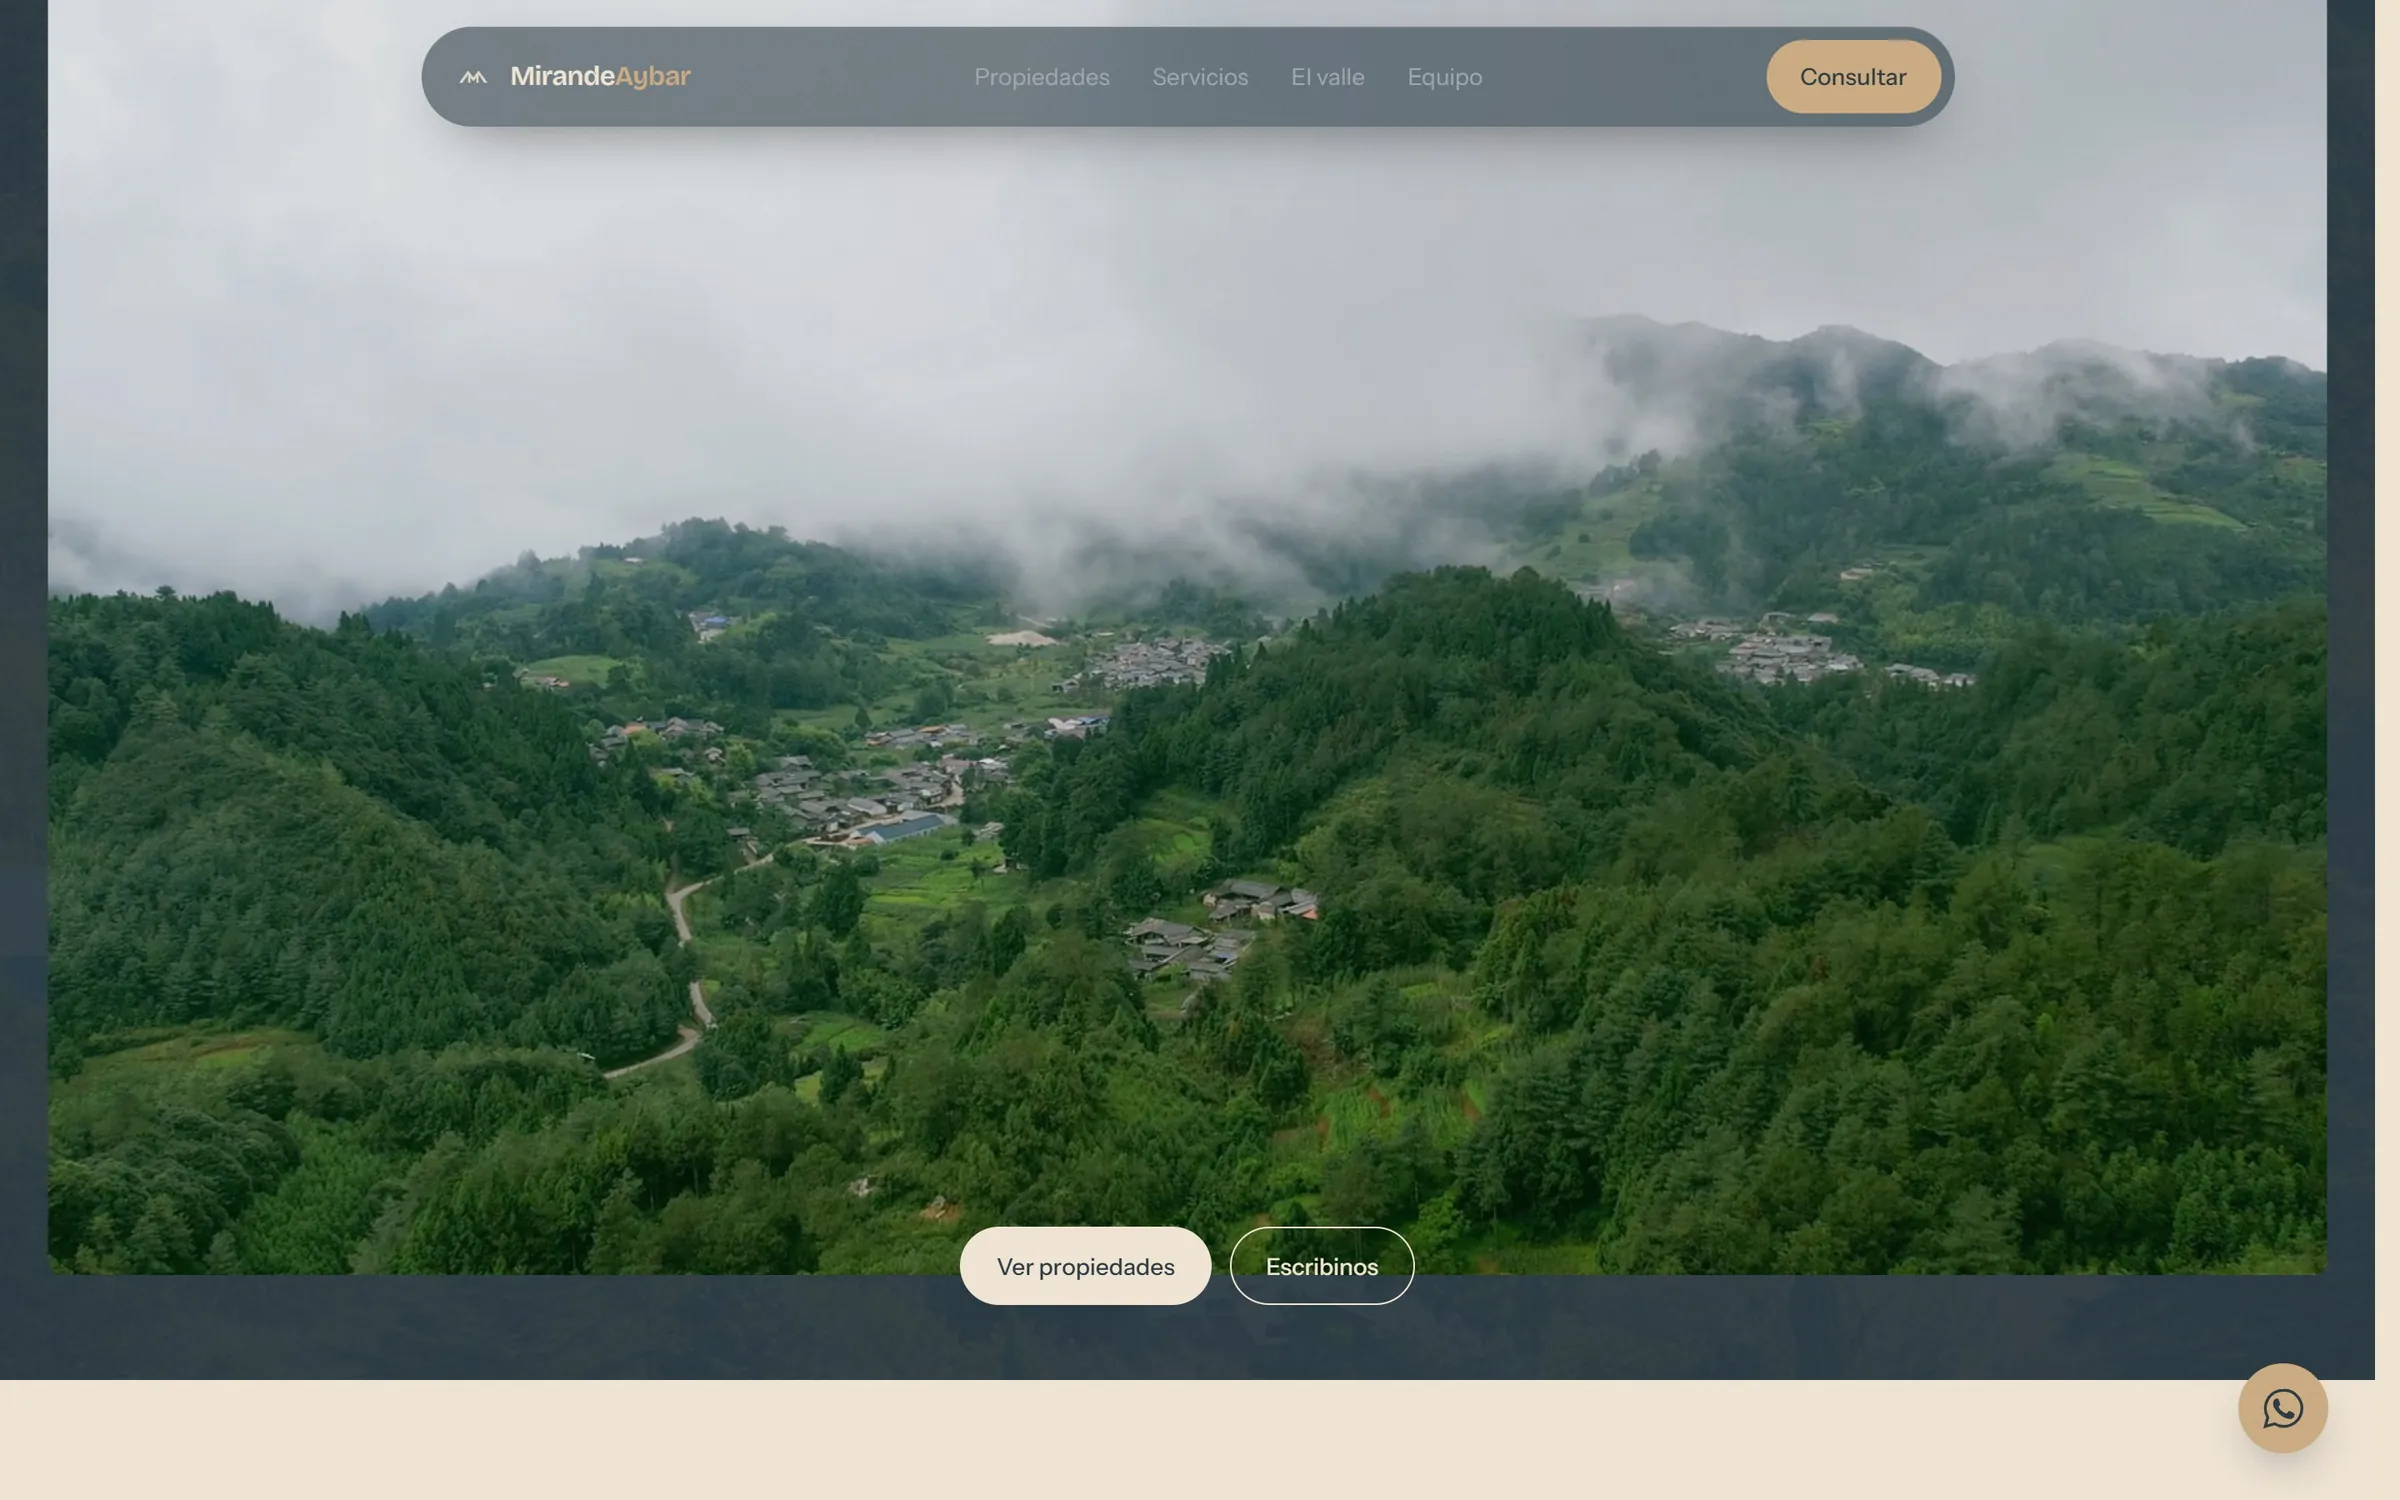 MirandeAybar
Propiedades
Servicios
El valle
Equipo
Consultar
Ver propiedades
Escribinos